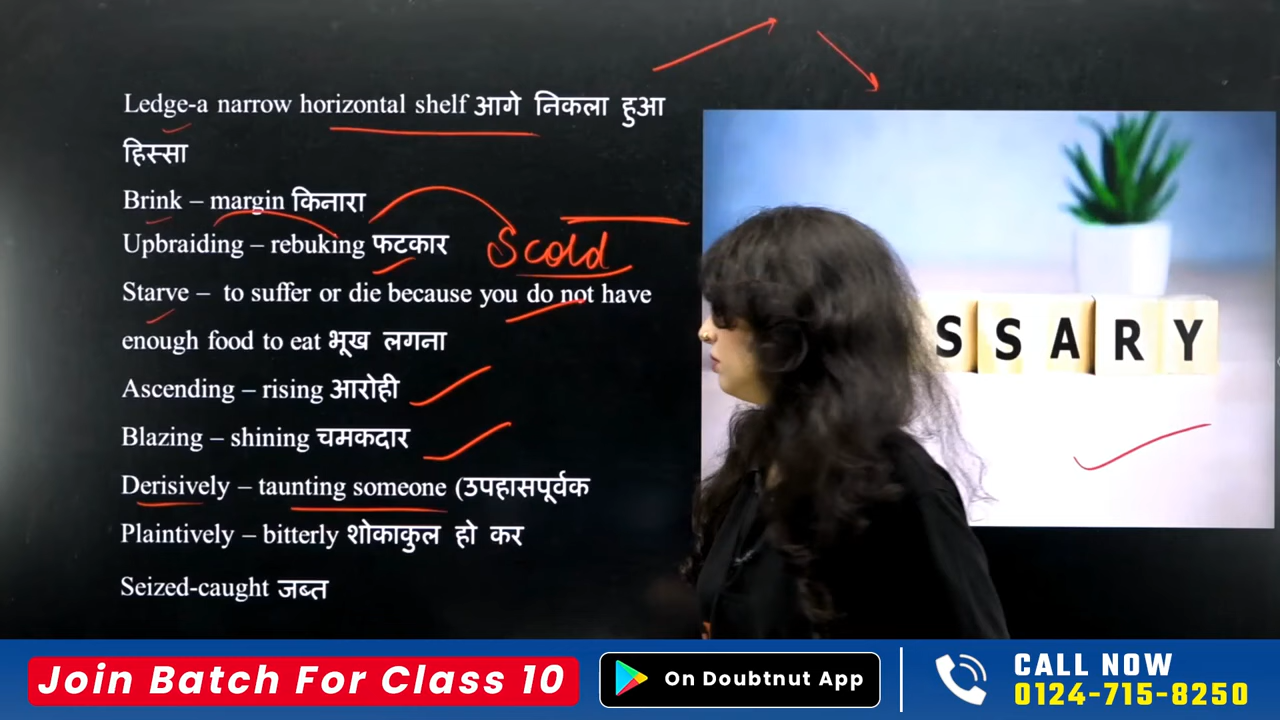 Ledge-a narrow horizontal shelf आगे निकला हुआ
हिस्सा
Brink – margin किनारा
Upbraiding – rebuking फटकार Scold
Starve – to suffer or die because you do not have
enough food to eat भूख लगना
Ascending – rising आरोही
Blazing – shining चमकदार
Derisively – taunting someone (उपहासपूर्वक
Plaintively – bitterly शोकाकुल हो कर
Seized-caught जब्त
SSARY
Join Batch For Class 10
On Doubtnut App
CALL NOW
0124-715-8250